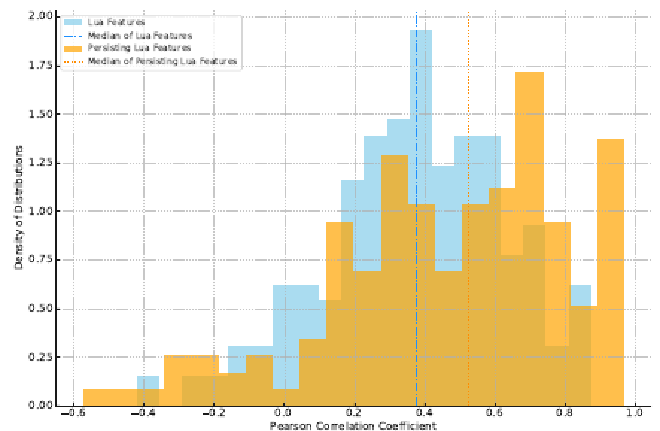 2.00
1.75
1.50
1.25
1.00
0.75
0.50
0.25
0.00
Density of Distributions
Lua Features
Median of Lua Features
Persisting Lua Features
Median of Persisting Lua Features
−0.6 −0.4 −0.2 0.0 0.2 0.4 0.6 0.8 1.0
Pearson Correlation Coefficient